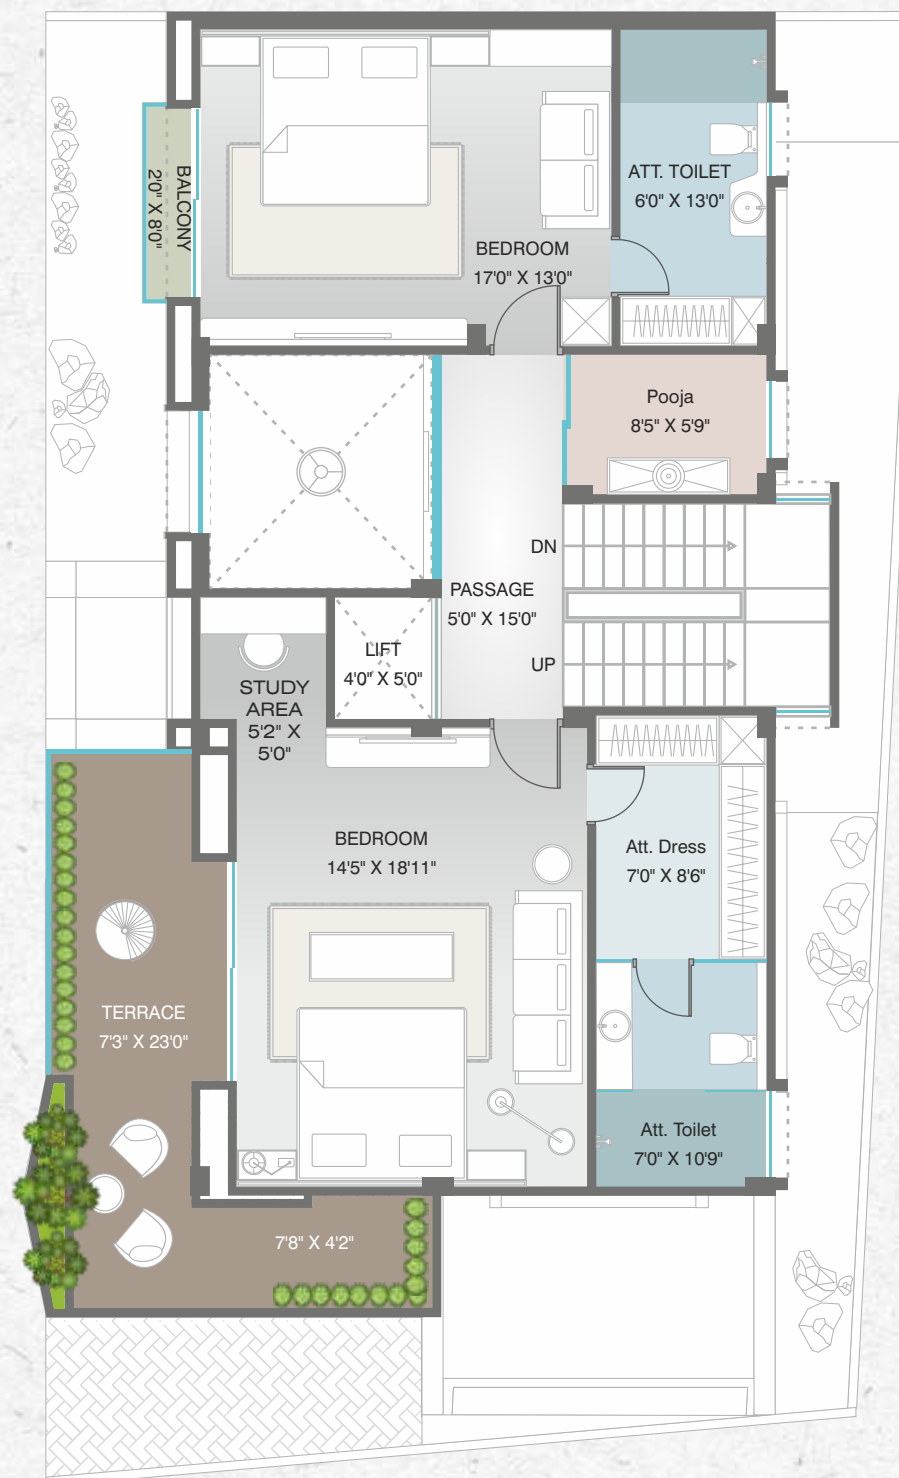 BALCONY
2'0" X 8'0"
ATT. TOILET
6'0" X 13'0"
BEDROOM
17'0" X 13'0"
Pooja
8'5" X 5'9"
DN
PASSAGE
5'0" X 15'0"
UP
LIFT
4'0" X 5'0"
STUDY
AREA
5'2" X
5'0"
BEDROOM
14'5" X 18'11"
Att. Dress
7'0" X 8'6"
TERRACE
7'3" X 23'0"
Att. Toilet
7'0" X 10'9"
7'8" X 4'2"